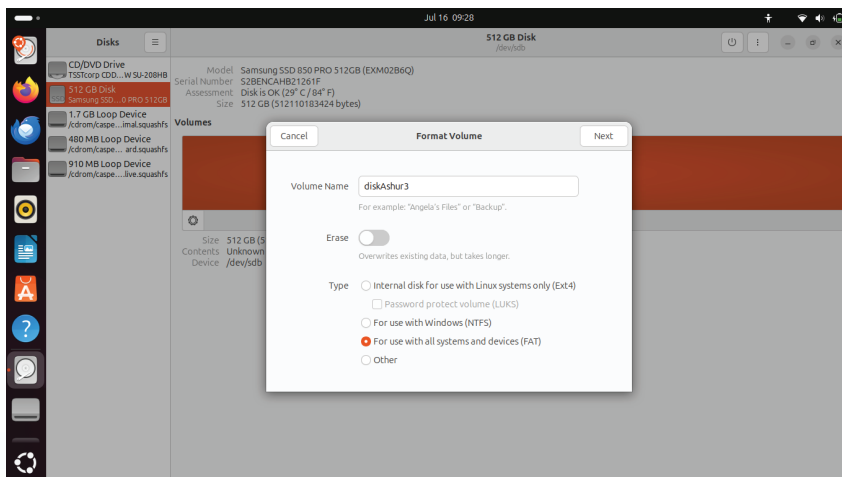 Jul 16 09:28
Disks
512 GB Disk
/dev/sdb
CD/DVD Drive
TSSTcorp CDD...W SU-208HB
512 GB Disk
Samsung SSD...0 PRO 512GB
1.7 GB Loop Device
/cdrom/caspe...imal.squashfs
480 MB Loop Device
/cdrom/caspe... ard.squashfs
910 MB Loop Device
/cdrom/caspe....live.squashfs
Model Samsung SSD 850 PRO 512GB (EXM02B6Q)
Serial Number S2BENCAHB21261F
Assessment Disk is OK (29° C / 84° F)
Size 512 GB (512110183424 bytes)
Volumes
Size 512 GB (5
Contents Unknown
Device /dev/sdb
Cancel Format Volume Next
Volume Name diskAshur3
For example: "Angela's Files" or "Backup".
Erase
Overwrites existing data, but takes longer.
Type Internal disk for use with Linux systems only (Ext4)
Password protect volume (LUKS)
For use with Windows (NTFS)
For use with all systems and devices (FAT)
Other